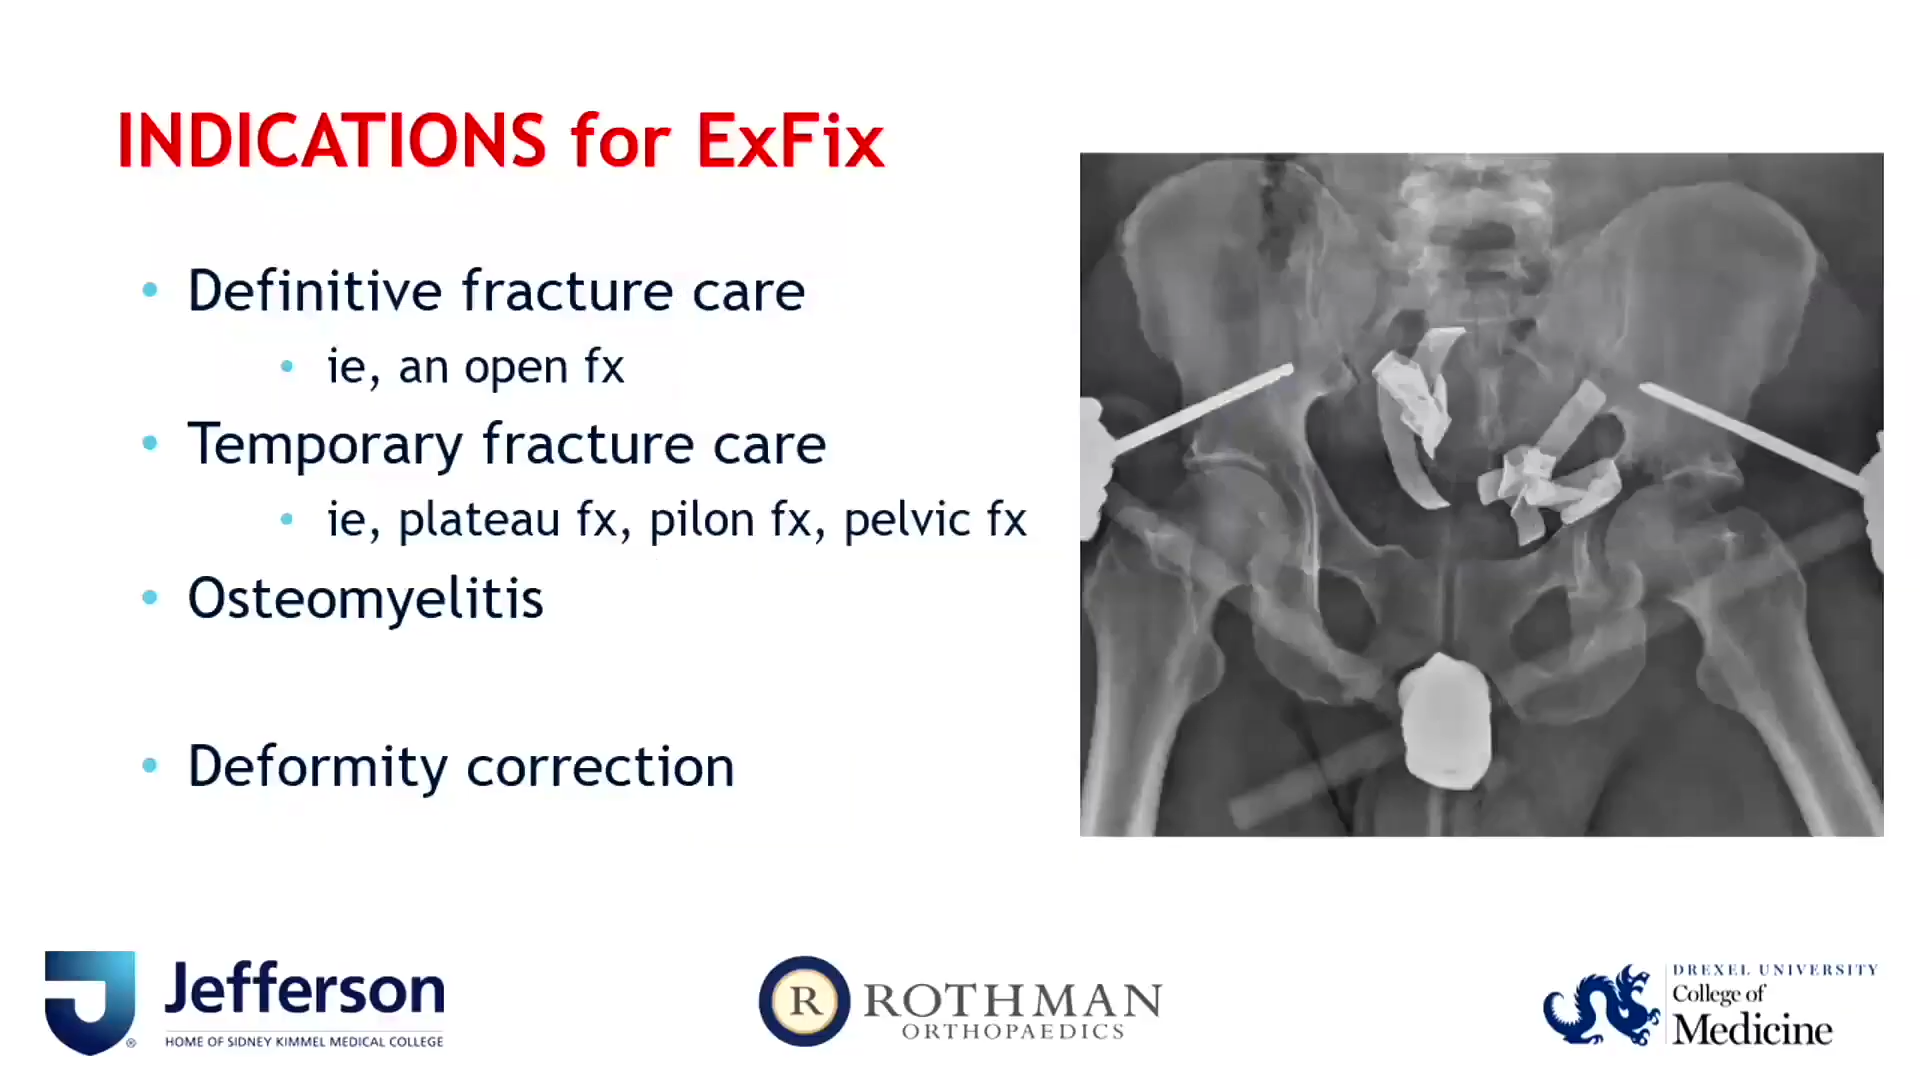 INDICATIONS for ExFix
• Definitive fracture care
• ie, an open fx
• Temporary fracture care
• ie, plateau fx, pilon fx, pelvic fx
• Osteomyelitis
• Deformity correction
Jefferson
®
HOME OF SIDNEY KIMMEL MEDICAL COLLEGE
R ROTHMAN
ORTHOPAEDICS
DREXEL UNIVERSITY
College of
Medicine